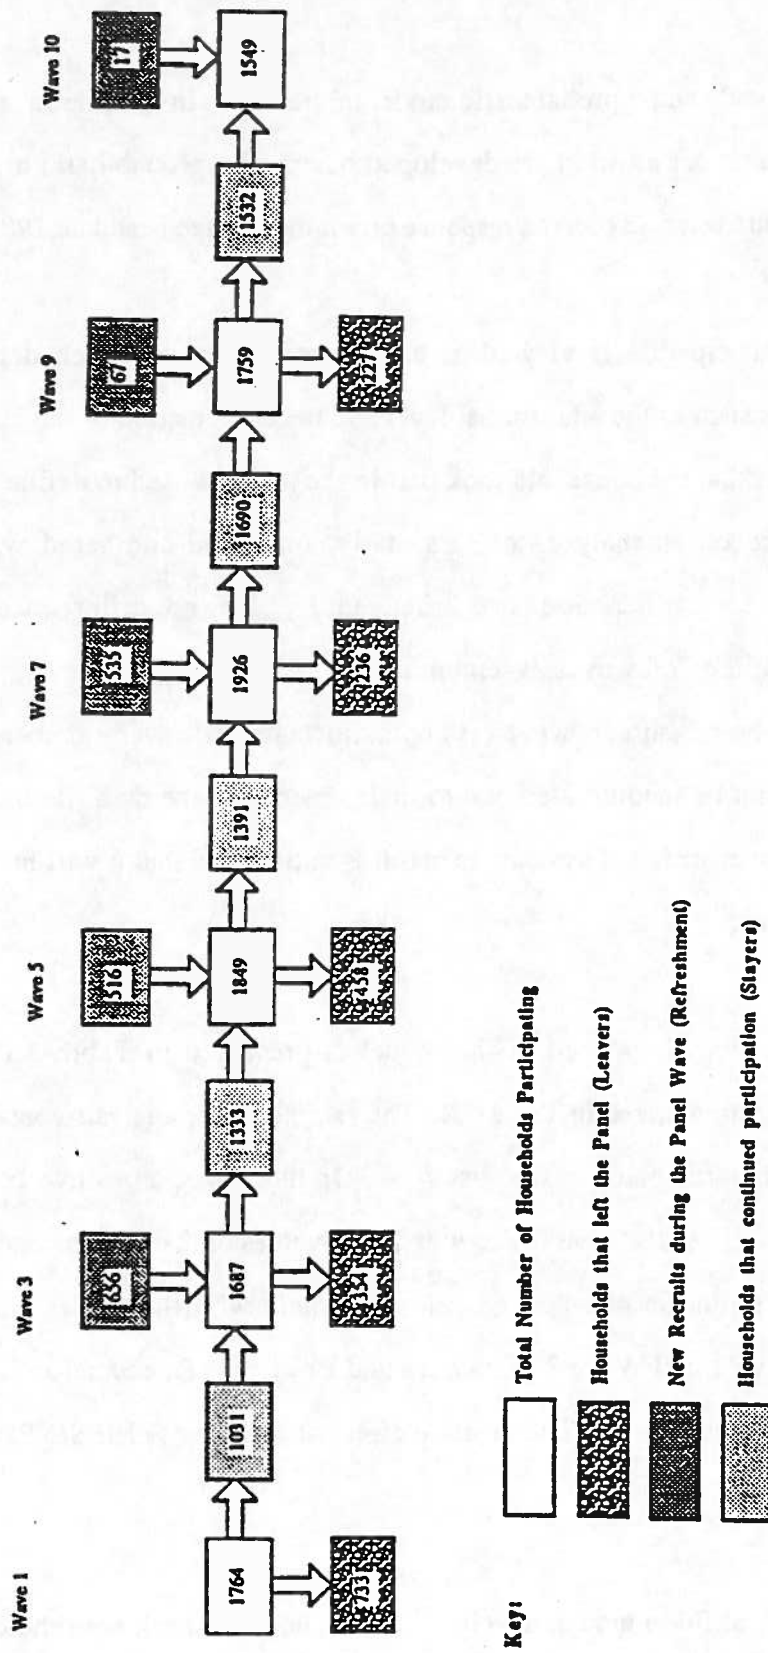 Wave 1 Wave 3 Wave 5 Wave 7 Wave 9 Wave 10
656 516 535 67 17
1764 1031 1687 1333 1849 1391 1926 1690 1759 1532 1549
733 354 458 236 227
Key:
Total Number of Households Participating
Households that left the Panel (Leavers)
New Recruits during the Panel Wave (Refreshment)
Households that continued participation (Stayers)